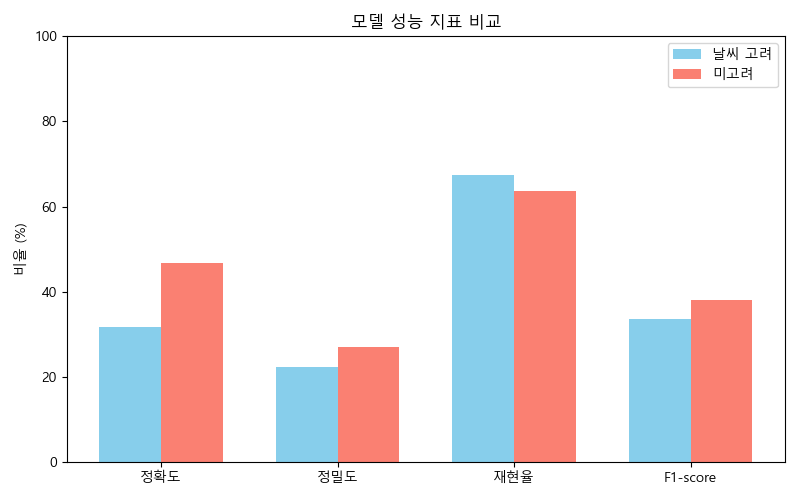 모델 성능 지표 비교
날씨 고려
미고려
비율 (%)
100
80
60
40
20
0
정확도
정밀도
재현율
F1-score